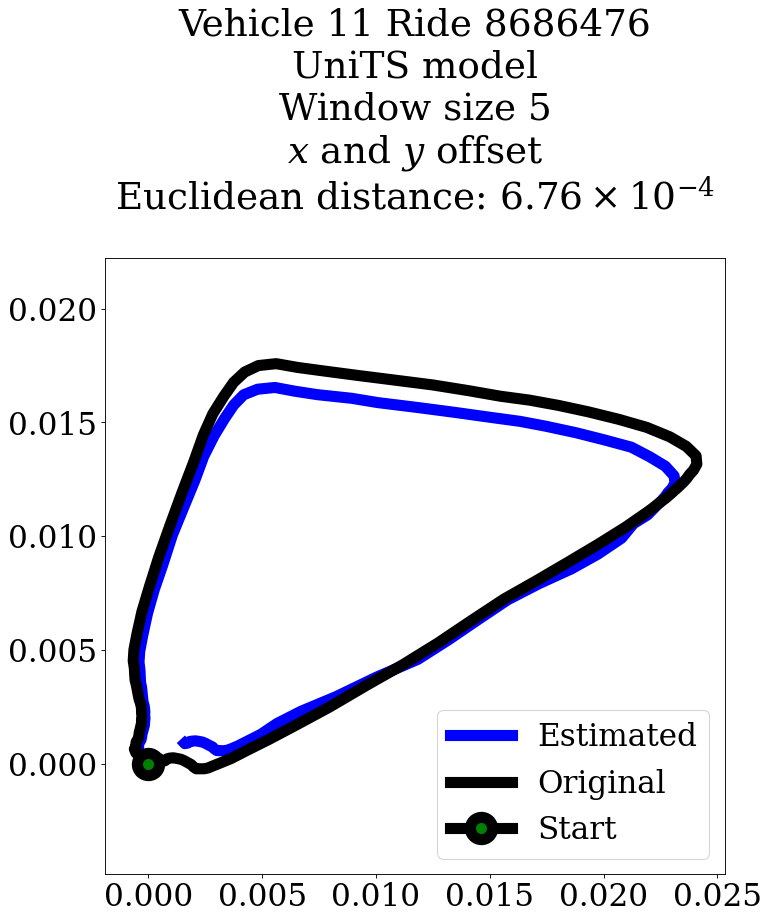 Vehicle 11 Ride 8686476
UniTS model
Window size 5
x and y offset
Euclidean distance: 6.76 × 10⁻⁴
0.020
0.015
0.010
0.005
0.000
Estimated
Original
Start
0.000 0.005 0.010 0.015 0.020 0.025